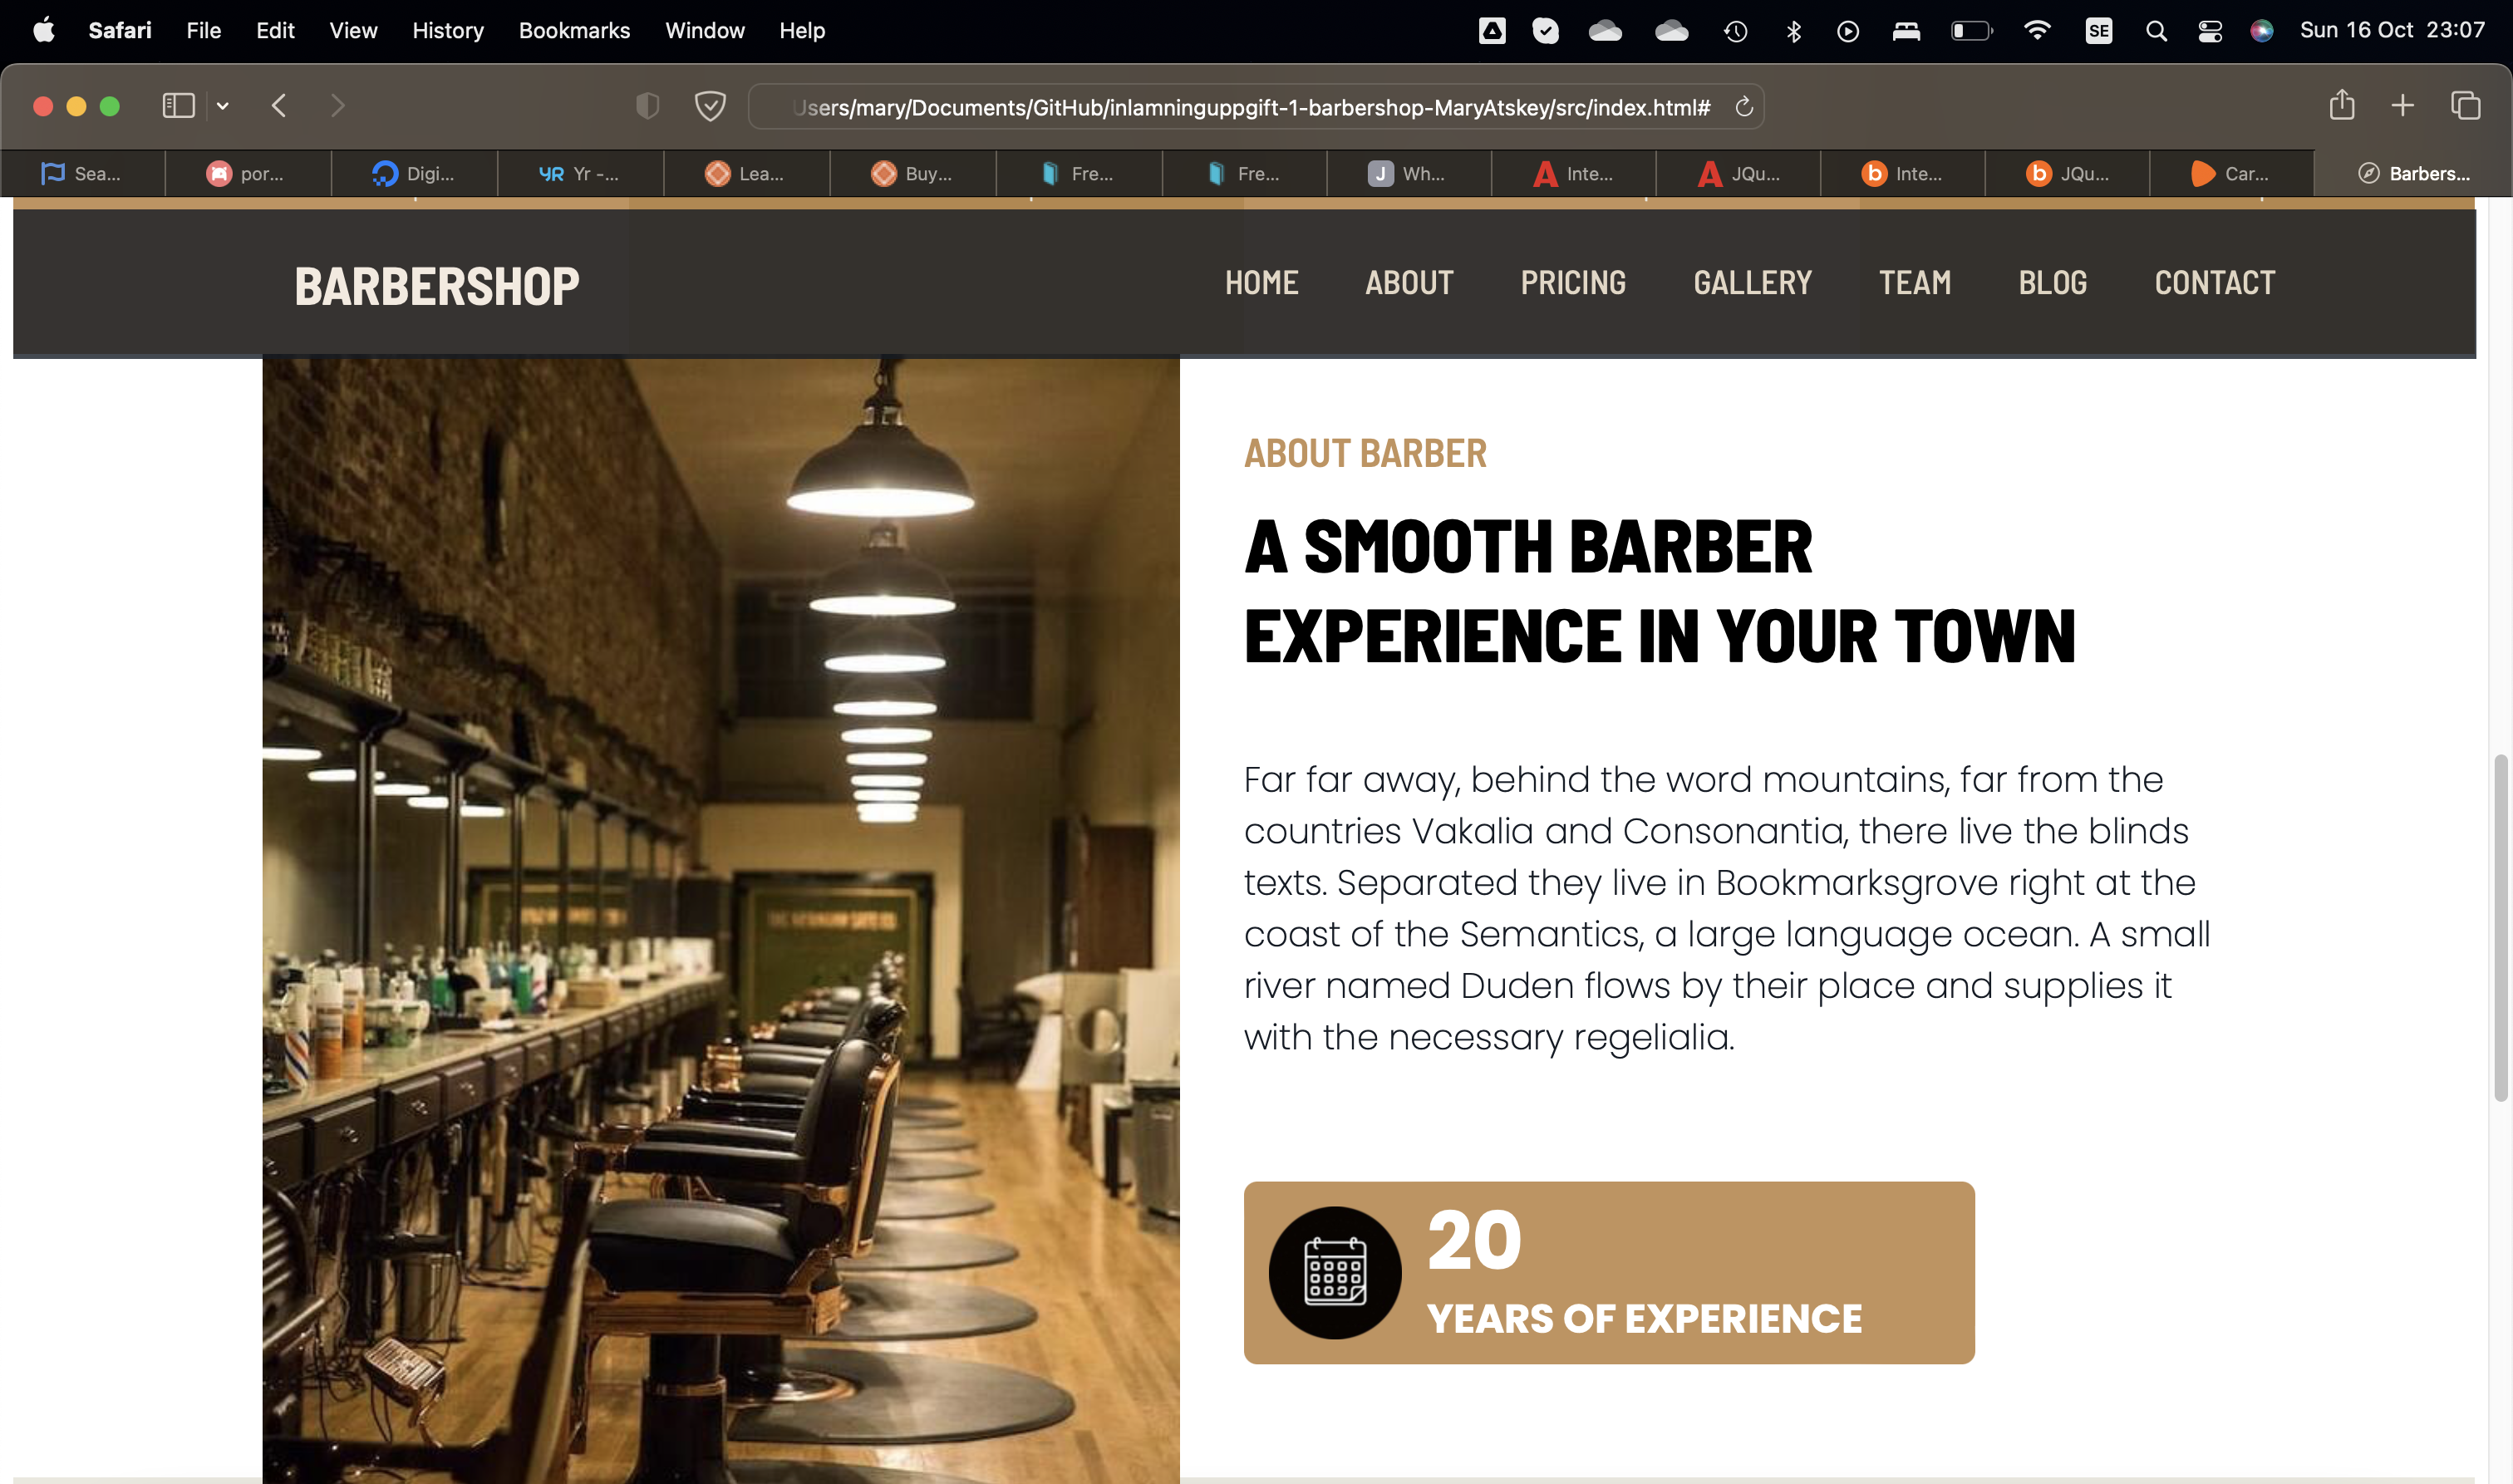 Safari File Edit View History Bookmarks Window Help SE Sun 16 Oct 23:07
Users/mary/Documents/GitHub/inlamninguppgift-1-barbershop-MaryAtskey/src/index.html#
Sea... por... Digi... YR Yr -... Lea... Buy... Fre... Fre... J Wh... Inte... JQu... b Inte... b JQu... Car... Barbers...
BARBERSHOP HOME ABOUT PRICING GALLERY TEAM BLOG CONTACT
ABOUT BARBER
A SMOOTH BARBER
EXPERIENCE IN YOUR TOWN
Far far away, behind the word mountains, far from the
countries Vakalia and Consonantia, there live the blinds
texts. Separated they live in Bookmarksgrove right at the
coast of the Semantics, a large language ocean. A small
river named Duden flows by their place and supplies it
with the necessary regelialia.
20
YEARS OF EXPERIENCE